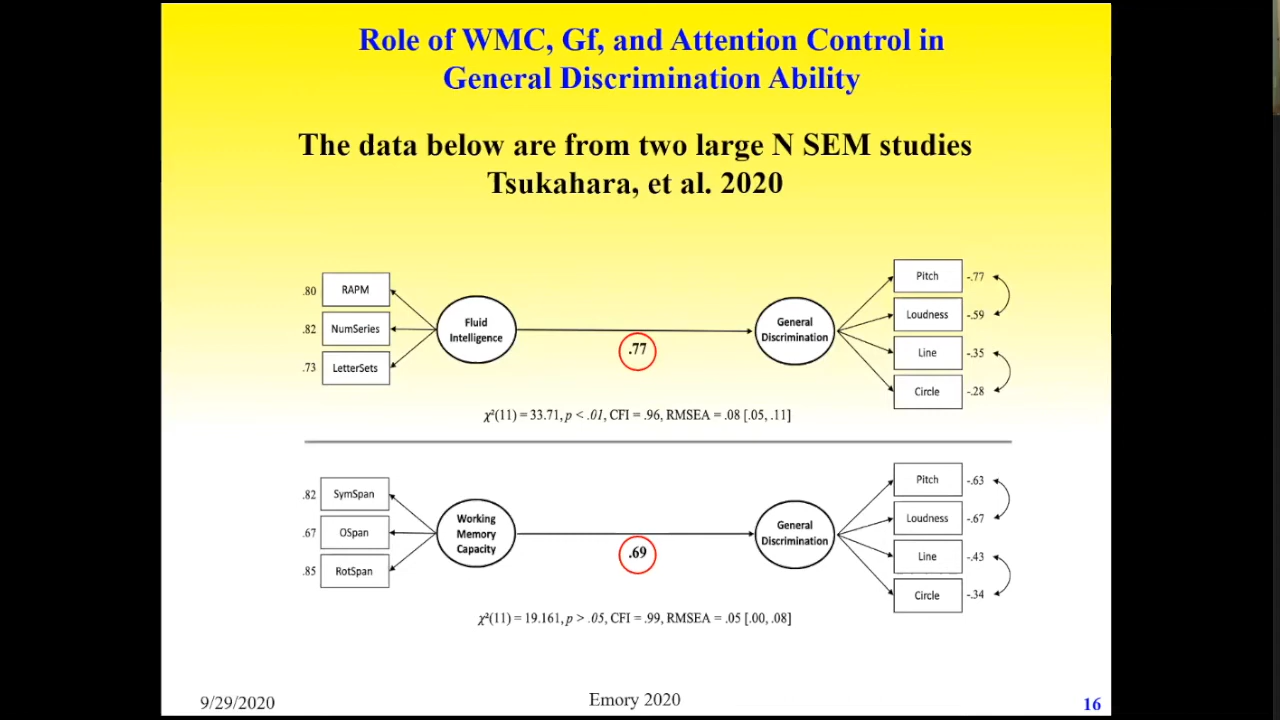 Role of WMC, Gf, and Attention Control in
General Discrimination Ability
The data below are from two large N SEM studies
Tsukahara, et al. 2020
.80 RAPM
.82 NumSeries
.73 LetterSets
Fluid
Intelligence
.77
General
Discrimination
Pitch -.77
Loudness -.59
Line -.35
Circle -.28
χ²(11) = 33.71, p < .01, CFI = .96, RMSEA = .08 [.05, .11]
.82 SymSpan
.67 OSpan
.85 RotSpan
Working
Memory
Capacity
.69
General
Discrimination
Pitch -.63
Loudness -.67
Line -.43
Circle -.34
χ²(11) = 19.161, p > .05, CFI = .99, RMSEA = .05 [.00, .08]
9/29/2020
Emory 2020
16